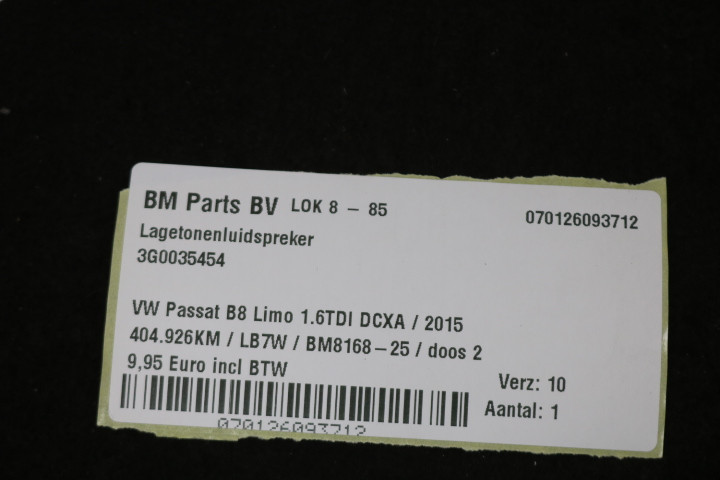 BM Parts BV LOK 8 - 85 070126093712
Lagetonenluidspreker
3G0035454
VW Passat B8 Limo 1.6TDI DCXA / 2015
404.926KM / LB7W / BM8168-25 / doos 2
9,95 Euro incl BTW
Verz: 10
Aantal: 1
070126093712